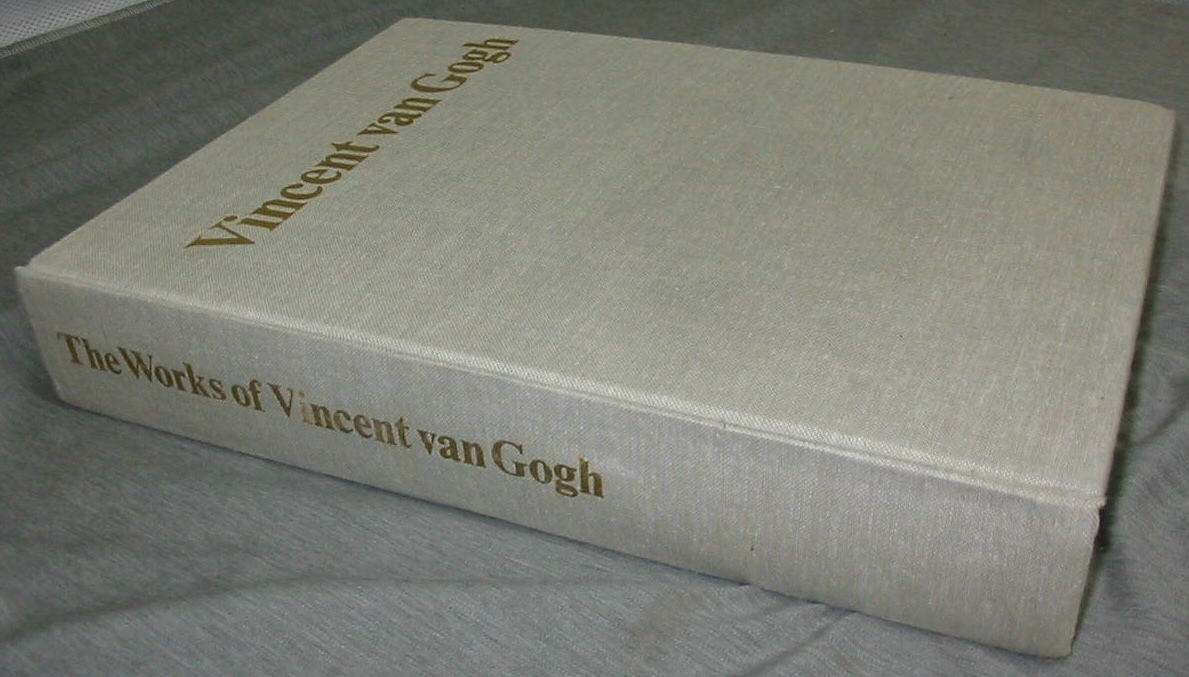 Vincent van Gogh
The Works of Vincent van Gogh